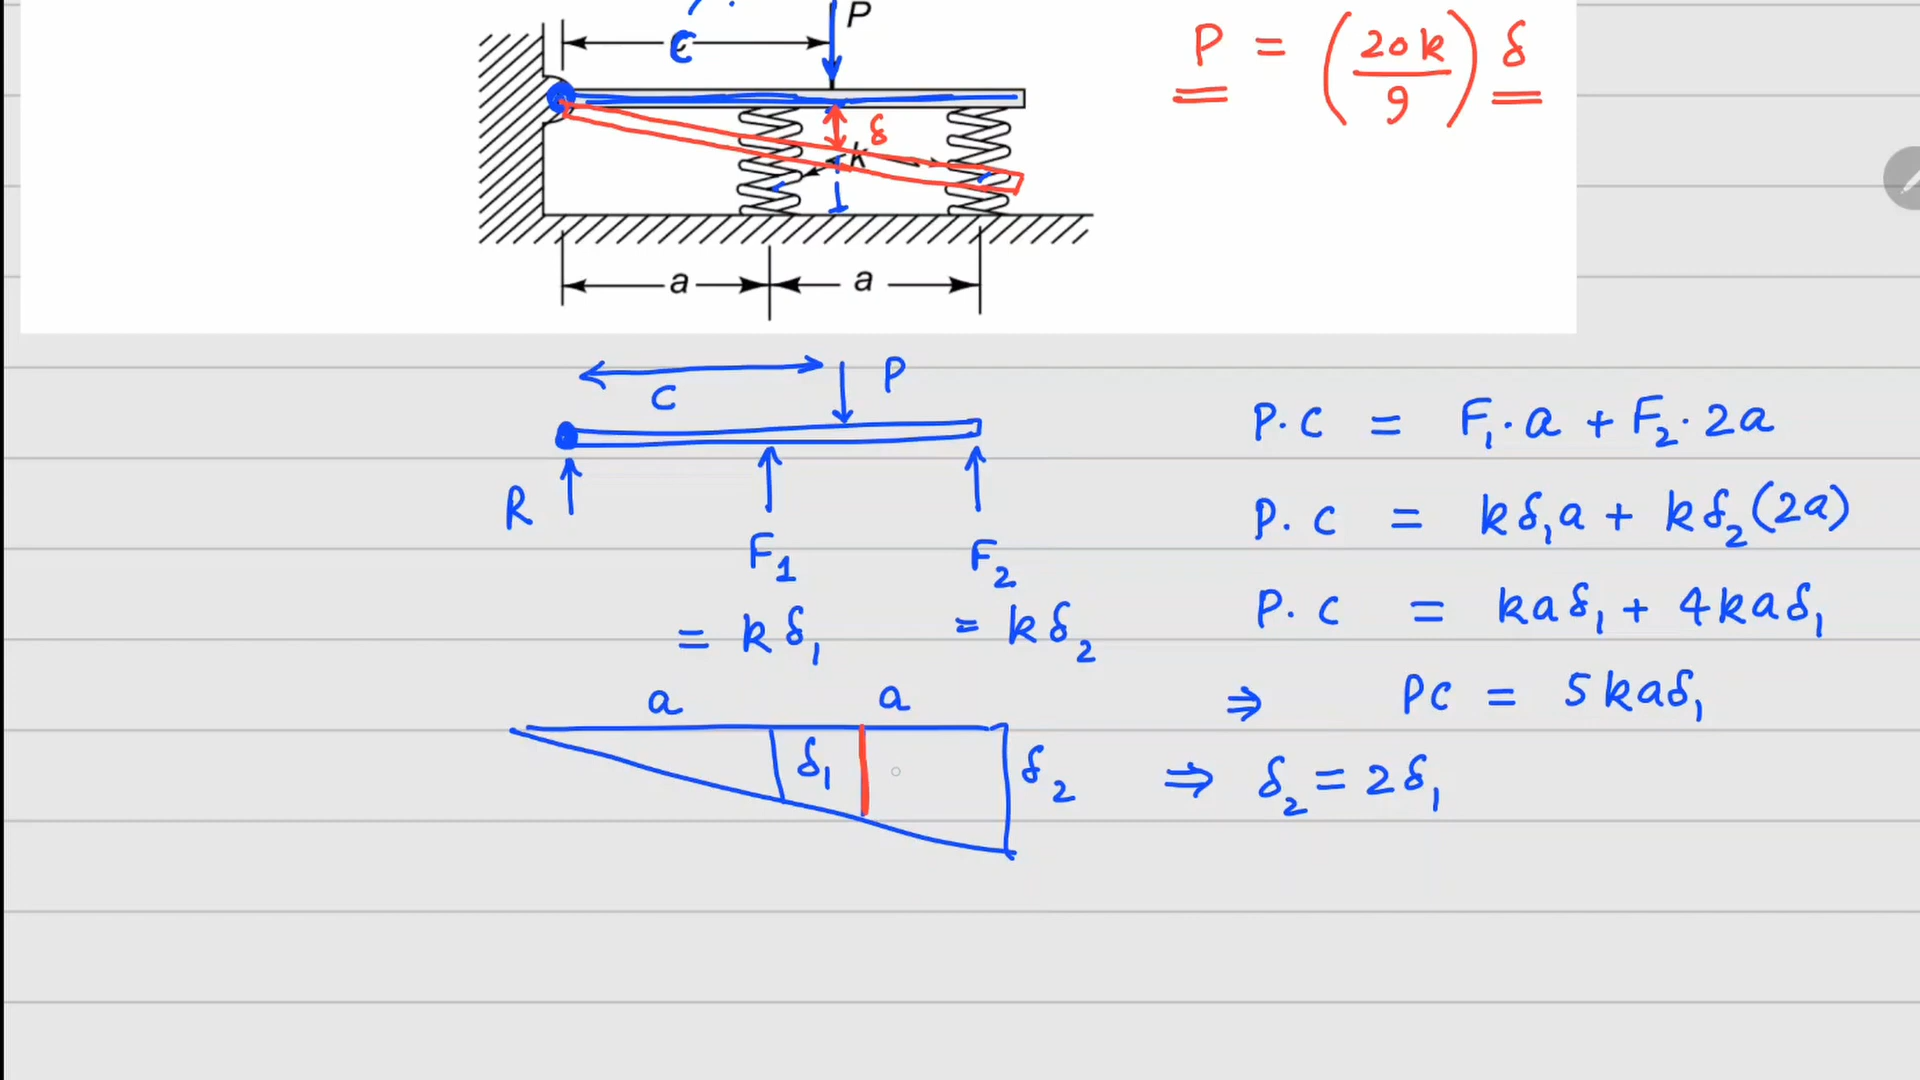 P
c
P = (20k/9) δ
δ
k
a a
C P
P.C = F₁.a + F₂.2a
R
P.C = kδ₁a + kδ₂(2a)
F₁ F₂
= kδ₁ = kδ₂
P.C = kaδ₁ + 4kaδ₁
a a
⇒ PC = 5kaδ₁
δ₁ δ₂ ⇒ δ₂ = 2δ₁